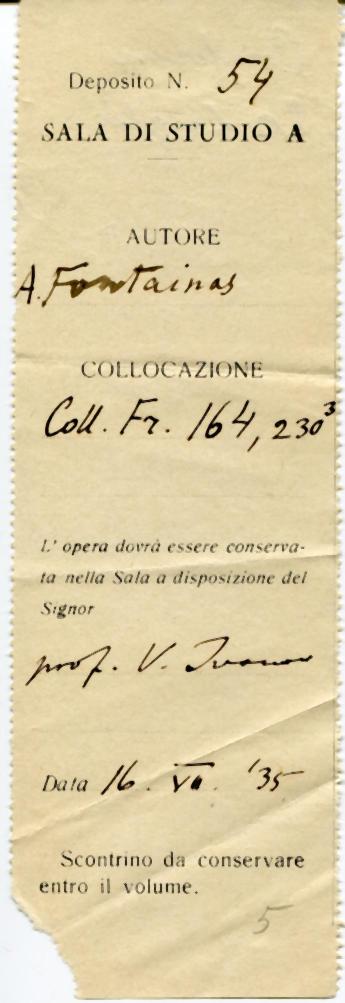 Deposito N. 54
SALA DI STUDIO A
AUTORE
A. Fontainas
COLLOCAZIONE
Coll. Fr. 164, 230³
L' opera dovrà essere conserva-
ta nella Sala a disposizione del
Signor
prof. V. Ivanov
Data 16. VII. '35
Scontrino da conservare
entro il volume.
5